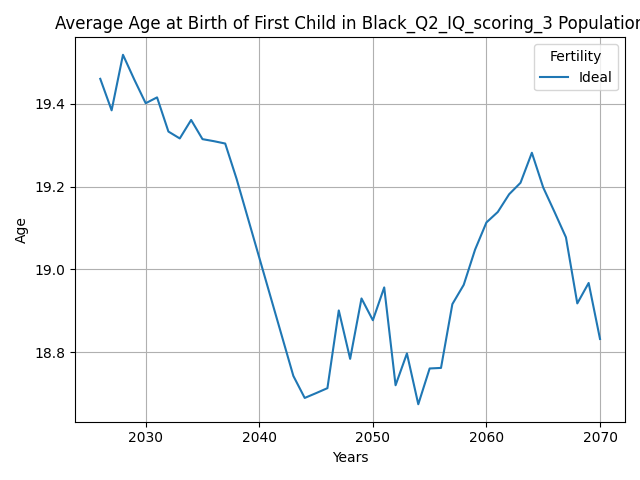 Average Age at Birth of First Child in Black_Q2_IQ_scoring_3 Population
Fertility
Ideal
19.4
19.2
19.0
18.8
Age
2030 2040 2050 2060 2070
Years